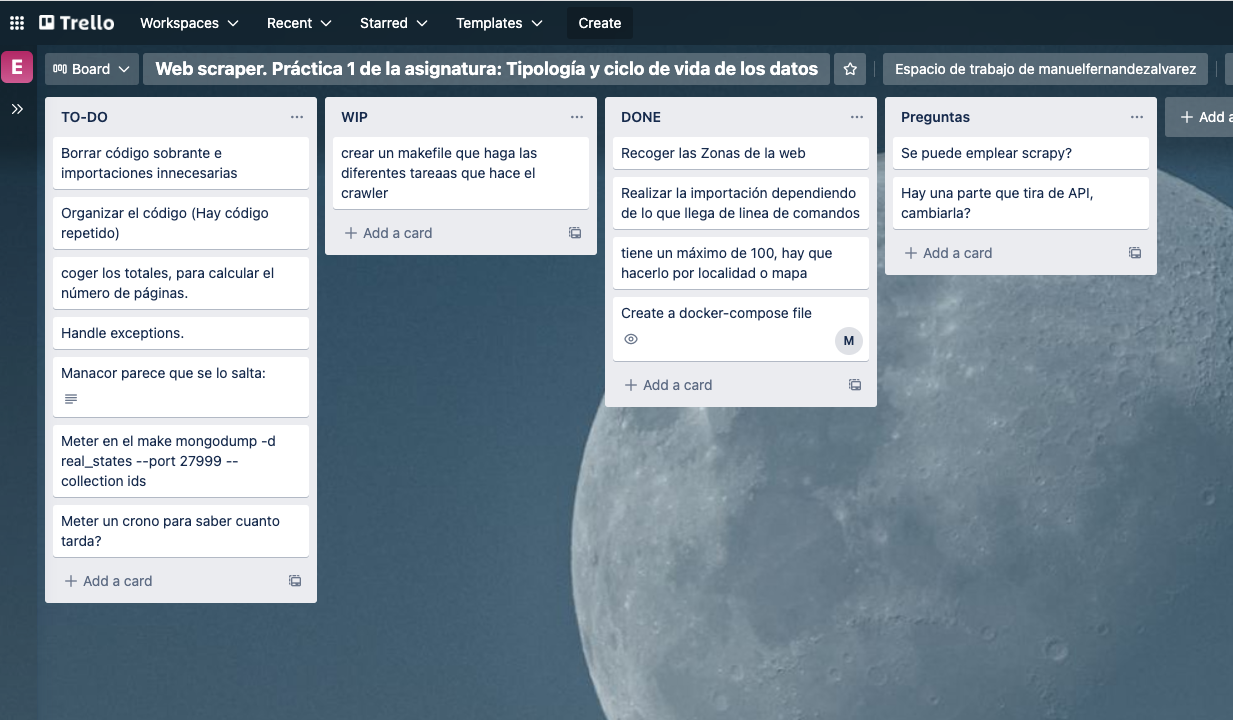 Trello
Workspaces
Recent
Starred
Templates
Create
E
Board
Web scraper. Práctica 1 de la asignatura: Tipología y ciclo de vida de los datos
Espacio de trabajo de manuelfernandezalvarez
TO-DO
Borrar código sobrante e
importaciones innecesarias
Organizar el código (Hay código
repetido)
coger los totales, para calcular el
número de páginas.
Handle exceptions.
Manacor parece que se lo salta:
Meter en el make mongodump -d
real_states --port 27999 --
collection ids
Meter un crono para saber cuanto
tarda?
Add a card
WIP
crear un makefile que haga las
diferentes tareaas que hace el
crawler
Add a card
DONE
Recoger las Zonas de la web
Realizar la importación dependiendo
de lo que llega de linea de comandos
tiene un máximo de 100, hay que
hacerlo por localidad o mapa
Create a docker-compose file
M
Add a card
Preguntas
Se puede emplear scrapy?
Hay una parte que tira de API,
cambiarla?
Add a card
Add a